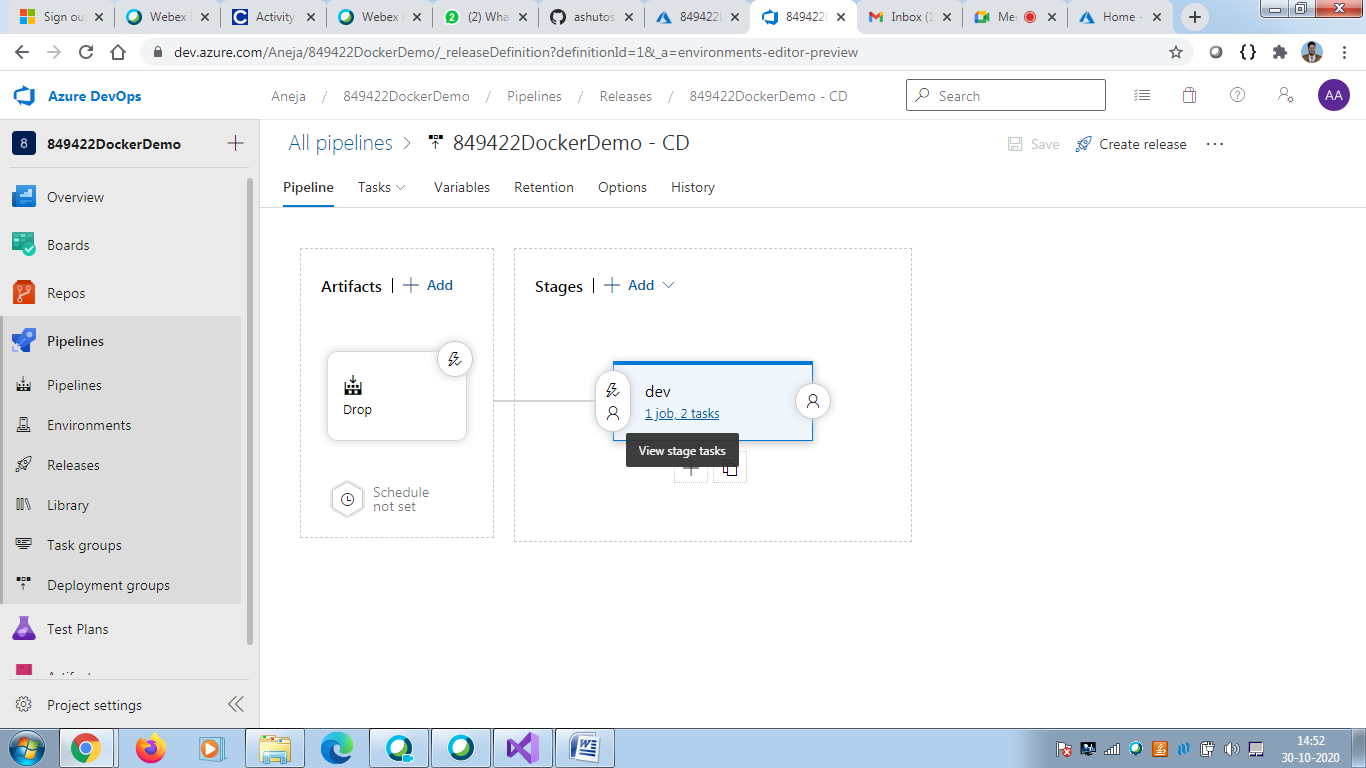 Sign ou
Webex
Activity
Webex
(2) Wha
ashutos
849422
849422
Inbox (1
Me
Home -
dev.azure.com/Aneja/849422DockerDemo/_releaseDefinition?definitionId=1&_a=environments-editor-preview
Azure DevOps
Aneja / 849422DockerDemo / Pipelines / Releases / 849422DockerDemo - CD
Search
AA
8 849422DockerDemo
All pipelines > 849422DockerDemo - CD
Save
Create release
...
Pipeline
Tasks
Variables
Retention
Options
History
Overview
Boards
Repos
Pipelines
Pipelines
Environments
Releases
Library
Task groups
Deployment groups
Test Plans
Project settings
Artifacts | + Add
Drop
Schedule
not set
Stages | + Add
dev
1 job, 2 tasks
View stage tasks
14:52
30-10-2020